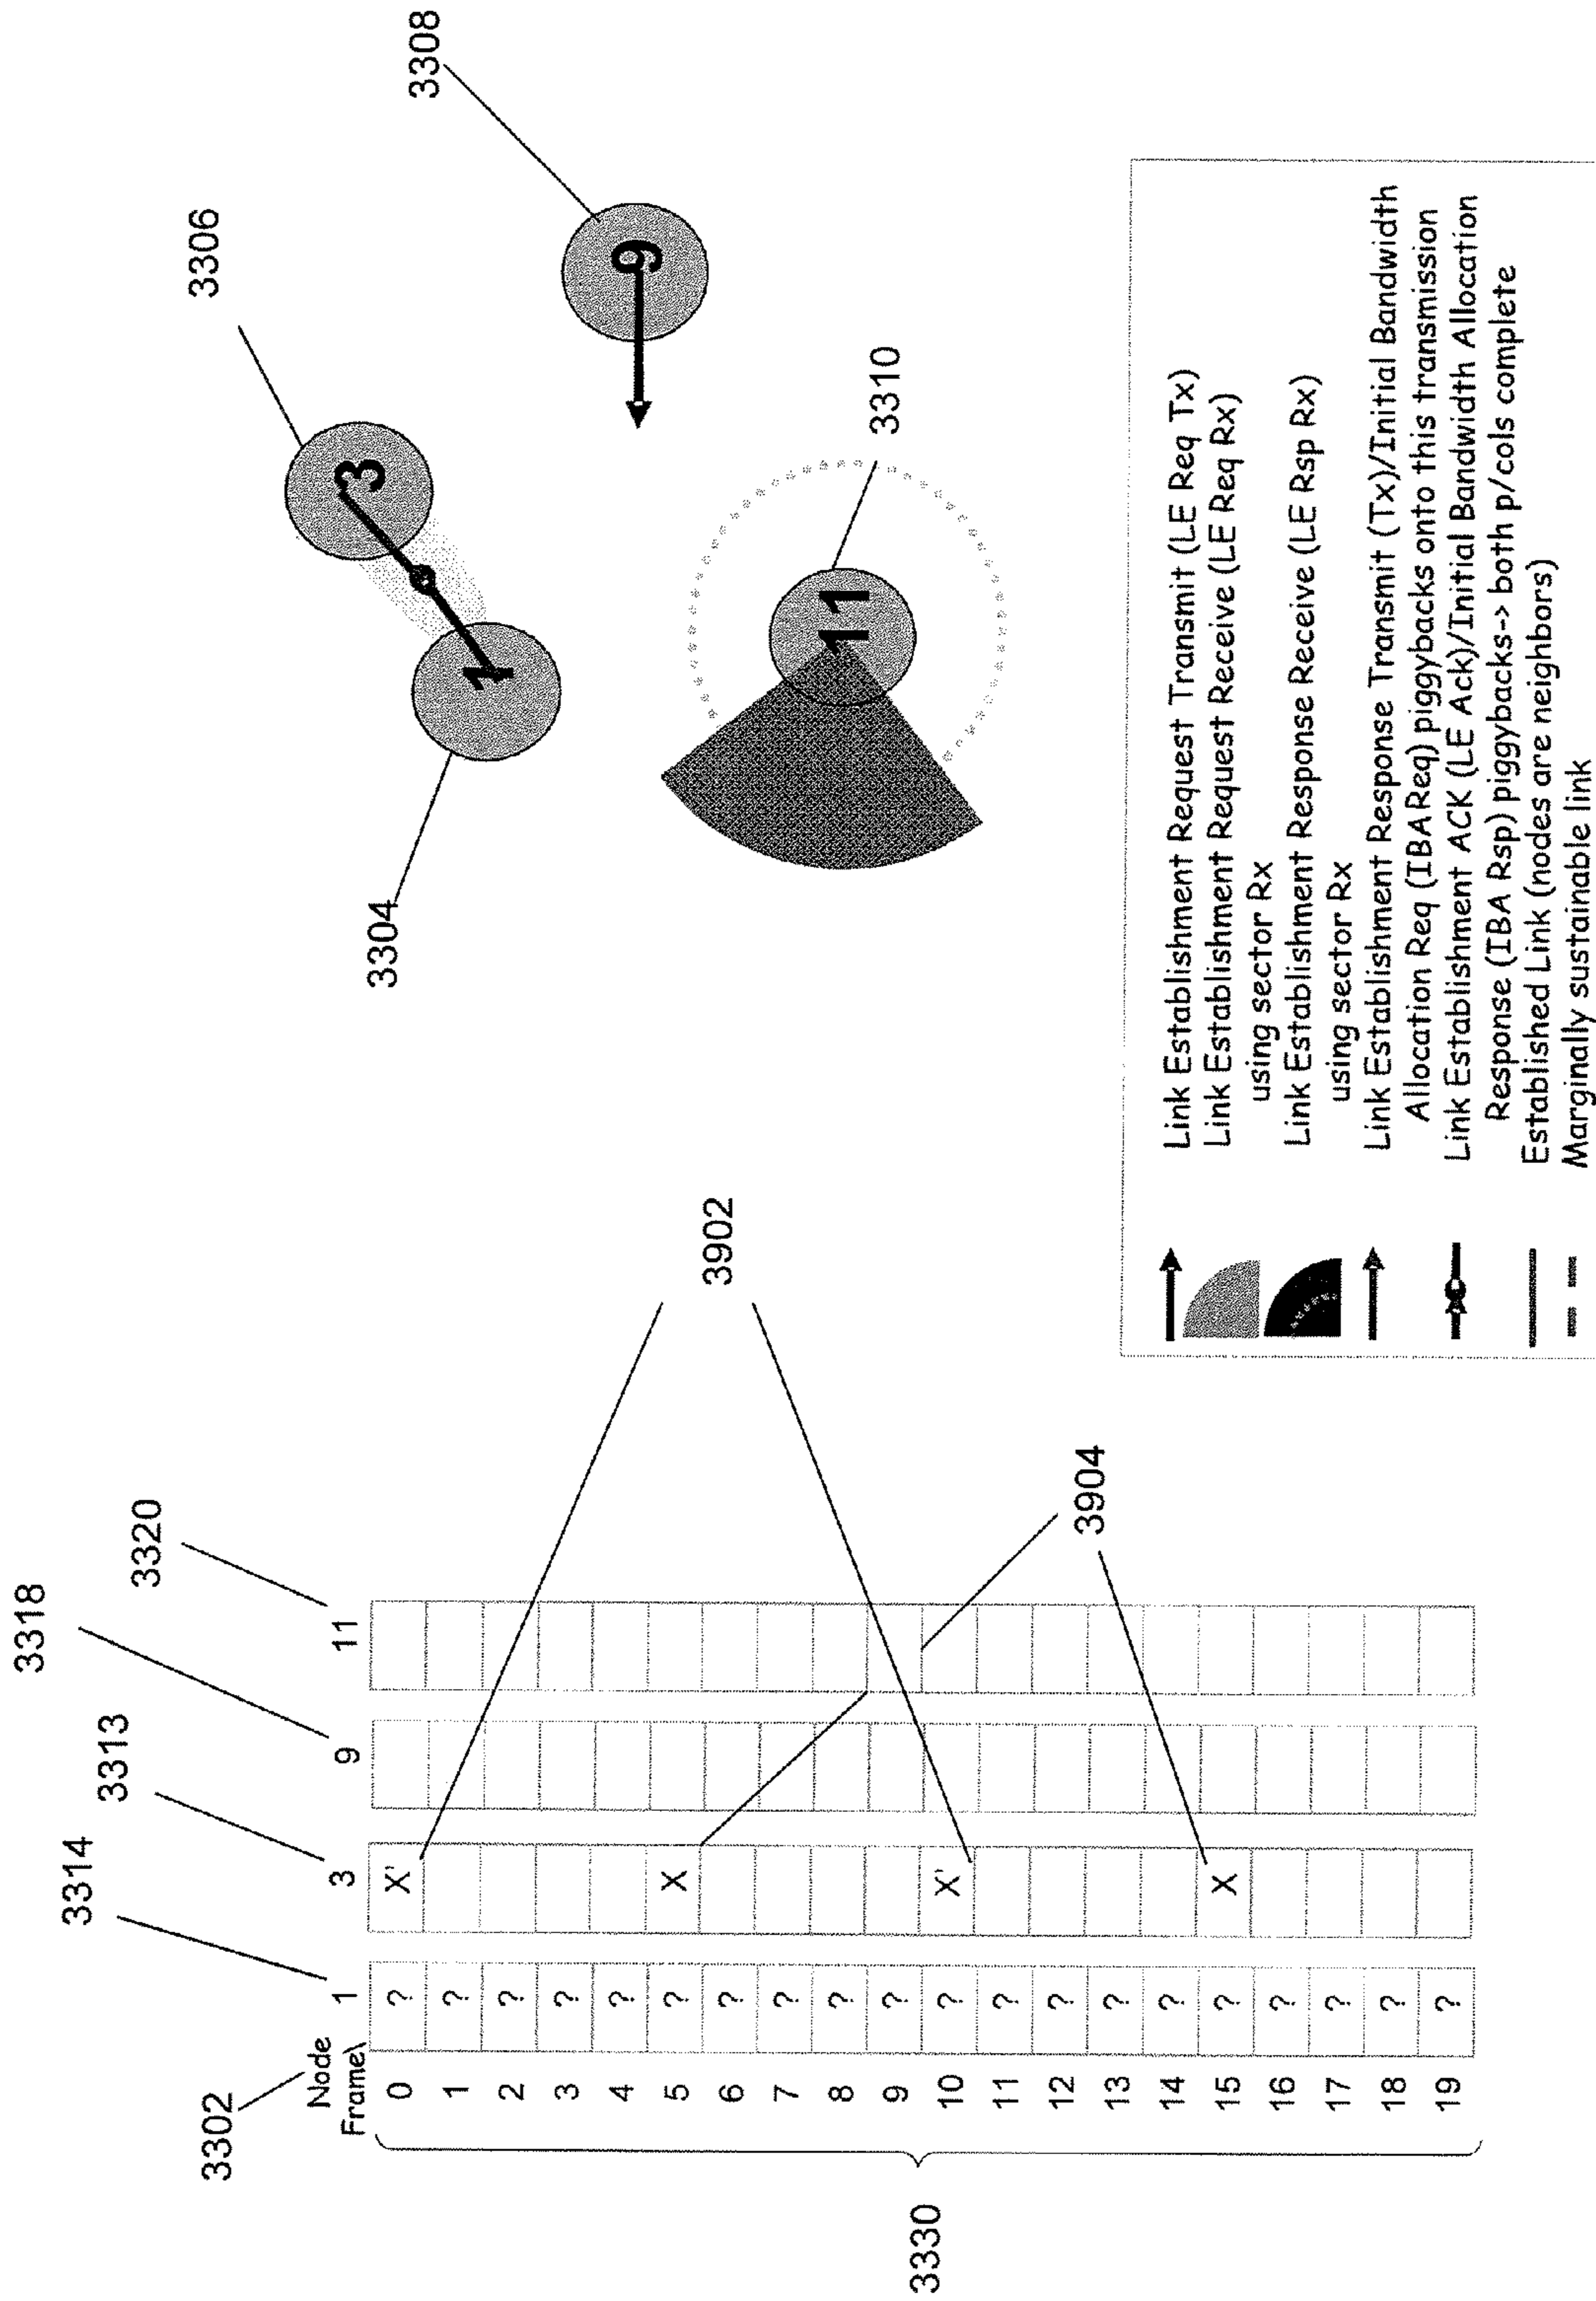 3306
3308
3304
3310
3
1
9
11
3318
3320
3313
3314
3302
3902
3904
3330
Node 1 3 9 11
Frame\
0 ? X'
1 ?
2 ?
3 ?
4 ?
5 ? X
6 ?
7 ?
8 ?
9 ?
10 ? X'
11 ?
12 ?
13 ?
14 ?
15 ? X
16 ?
17 ?
18 ?
19 ?
Link Establishment Request Transmit (LE Req Tx)
Link Establishment Request Receive (LE Req Rx)
using sector Rx
Link Establishment Response Receive (LE Rsp Rx)
using sector Rx
Link Establishment Response Transmit (Tx)/Initial Bandwidth
Allocation Req (IBA Req) piggybacks onto this transmission
Link Establishment ACK (LE Ack)/Initial Bandwidth Allocation
Response (IBA Rsp) piggybacks-> both p/cols complete
Established Link (nodes are neighbors)
Marginally sustainable link